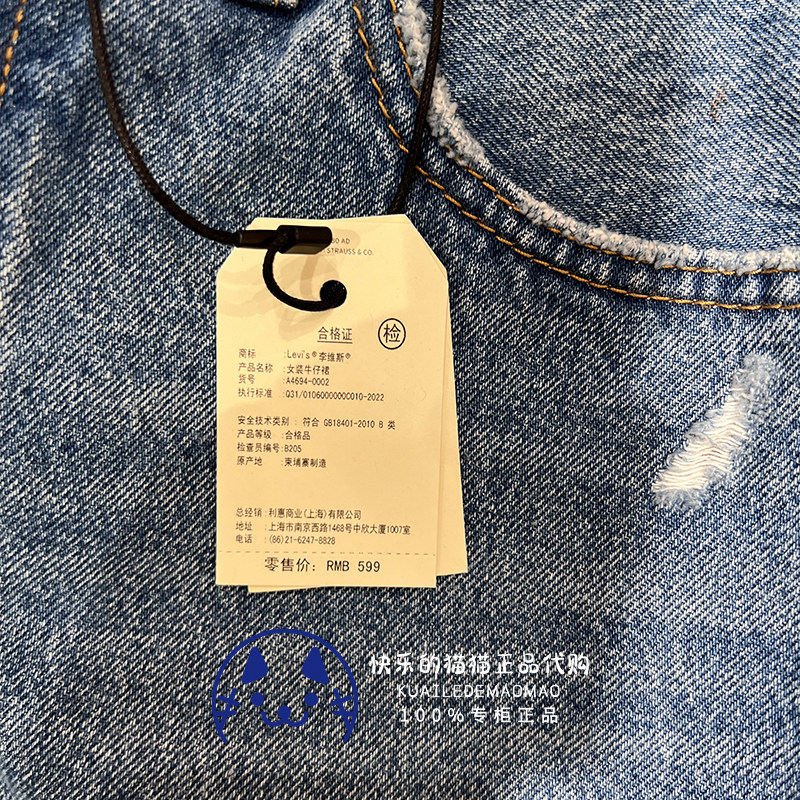 60 AD
STRAUSS & CO.
合格证 检
商标 :Levi's®李维斯®
产品名称 :女装牛仔裙
货号 :A4694-0002
执行标准 :Q31/0106000000C010-2022
安全技术类别 : 符合 GB18401-2010 B 类
产品等级 :合格品
检查员编号:B205
原产地 :柬埔寨制造
总经销 :利惠商业(上海)有限公司
地址 :上海市南京西路1468号中欣大厦1007室
电话 :(86)21-6247-8828
零售价: RMB 599
快乐的猫猫正品代购
KUAILEDEMAOMAO
100%专柜正品